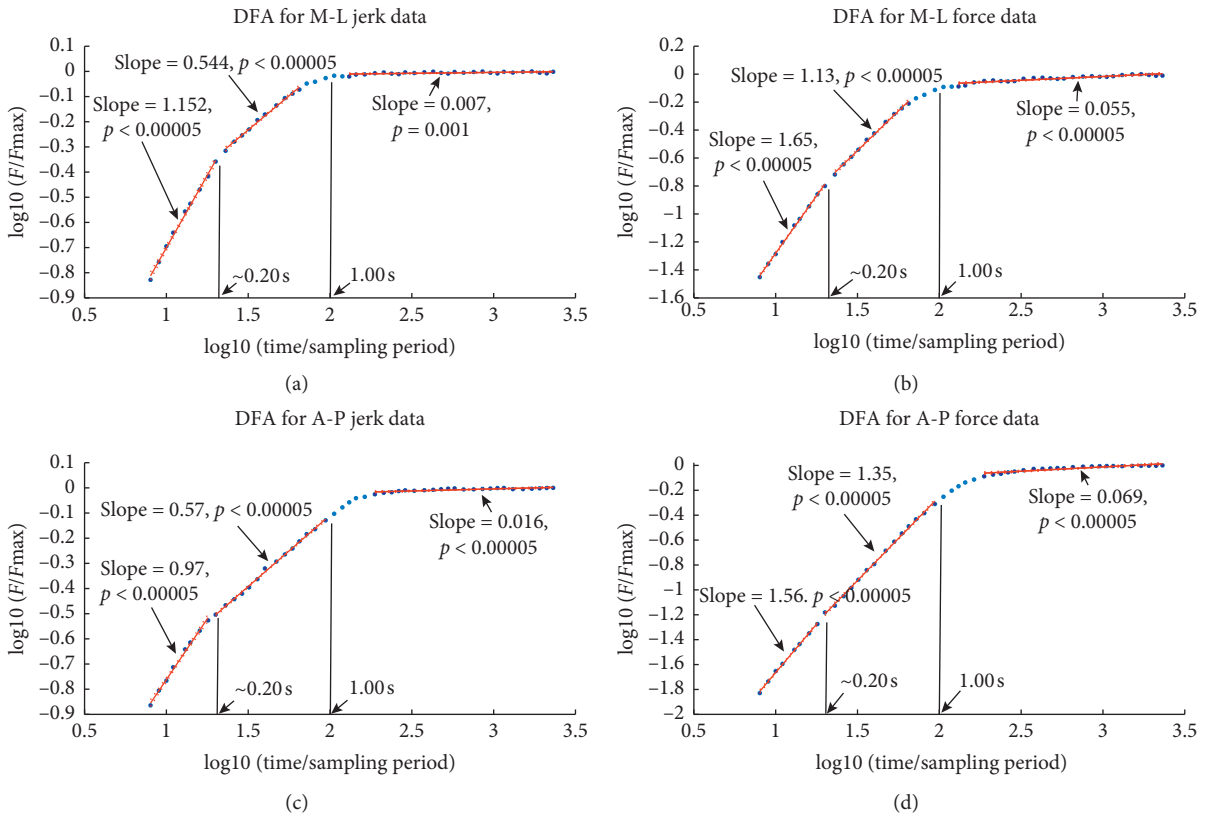 DFA for M-L jerk data
0.1
0
−0.1
−0.2
−0.3
−0.4
−0.5
−0.6
−0.7
−0.8
−0.9
log10 (F/Fmax)
Slope = 0.544, p < 0.00005
Slope = 1.152,
p < 0.00005
Slope = 0.007,
p = 0.001
~0.20 s
1.00 s
0.5 1 1.5 2 2.5 3 3.5
log10 (time/sampling period)
(a)
DFA for M-L force data
0.2
0
−0.2
−0.4
−0.6
−0.8
−1
−1.2
−1.4
−1.6
log10 (F/Fmax)
Slope = 1.13, p < 0.00005
Slope = 1.65,
p < 0.00005
Slope = 0.055,
p < 0.00005
~0.20 s
1.00 s
0.5 1 1.5 2 2.5 3 3.5
log10 (time/sampling period)
(b)
DFA for A-P jerk data
0.1
0
−0.1
−0.2
−0.3
−0.4
−0.5
−0.6
−0.7
−0.8
−0.9
log10 (F/Fmax)
Slope = 0.57, p < 0.00005
Slope = 0.97,
p < 0.00005
Slope = 0.016,
p < 0.00005
~0.20 s
1.00 s
0.5 1 1.5 2 2.5 3 3.5
log10 (time/sampling period)
(c)
DFA for A-P force data
0
−0.2
−0.4
−0.6
−0.8
−1
−1.2
−1.4
−1.6
−1.8
−2
log10 (F/Fmax)
Slope = 1.35,
p < 0.00005
Slope = 1.56. p < 0.00005
Slope = 0.069,
p < 0.00005
~0.20 s
1.00 s
0.5 1 1.5 2 2.5 3 3.5
log10 (time/sampling period)
(d)